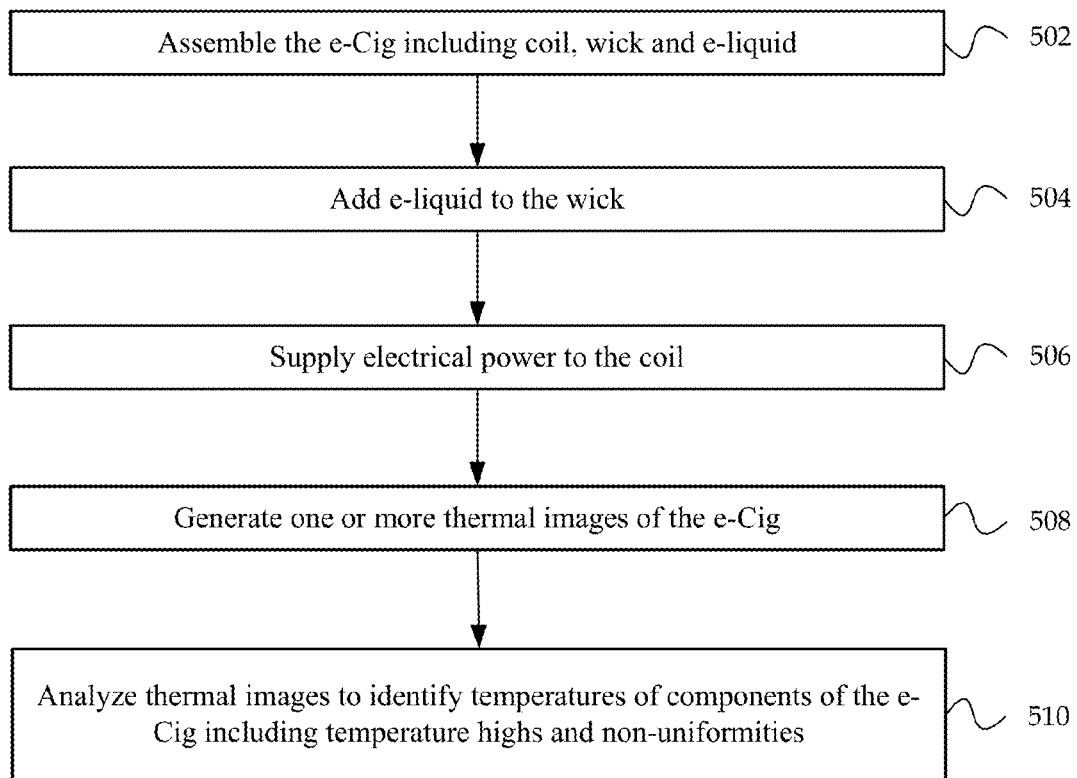 Assemble the e-Cig including coil, wick and e-liquid
502
Add e-liquid to the wick
504
Supply electrical power to the coil
506
Generate one or more thermal images of the e-Cig
508
Analyze thermal images to identify temperatures of components of the e-
Cig including temperature highs and non-uniformities
510